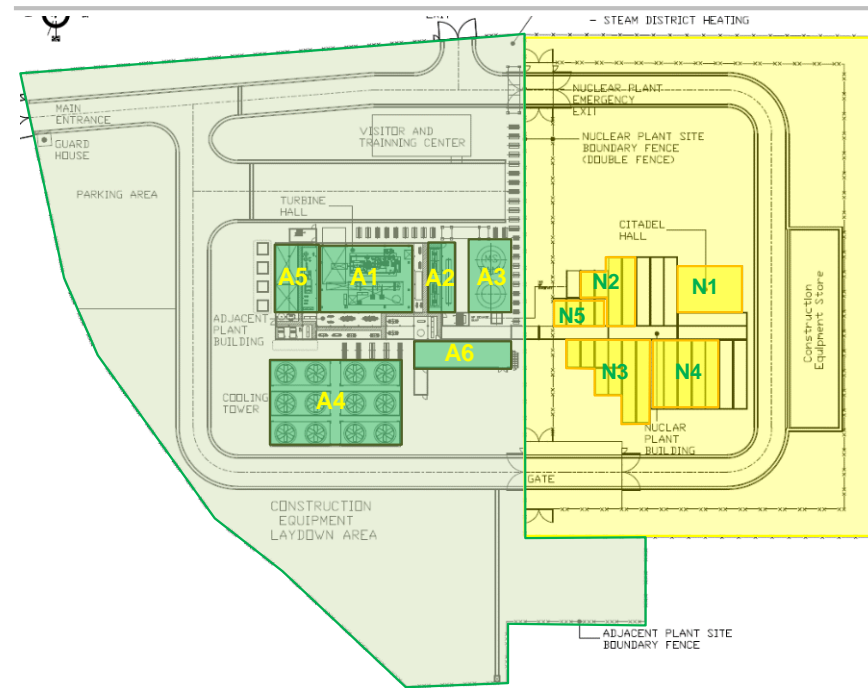 - STEAM DISTRICT HEATING
MAIN
ENTRANCE
GUARD
HOUSE
PARKING AREA
VISITOR AND
TRAINNING CENTER
NUCLEAR PLANT
EMERGENCY
EXIT
NUCLEAR PLANT SITE
BOUNDARY FENCE
(DOUBLE FENCE)
TURBINE
HALL
CITADEL
HALL
A5
A1
A2
A3
N2
N1
N5
ADJACENT
PLANT
BUILDING
A6
N3
N4
Construction
Equipment Store
COOLING
TOWER
A4
NUCLAR
PLANT
BUILDING
GATE
CONSTRUCTION
EQUIPMENT
LAYDOWN AREA
ADJACENT PLANT SITE
BOUNDARY FENCE